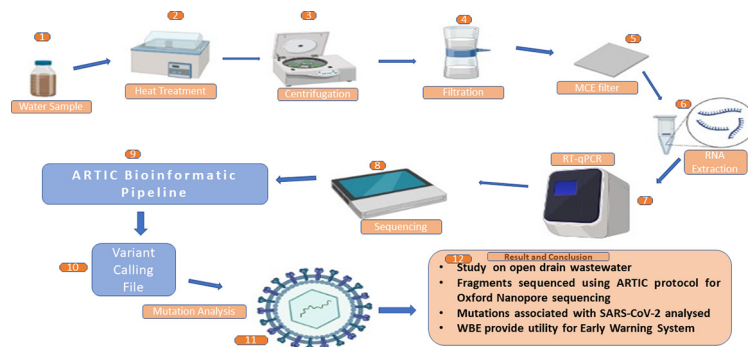 1
Water Sample
2
Heat Treatment
3
Centrifugation
4
Filtration
5
MCE filter
6
RNA
Extraction
7
RT-qPCR
8
Sequencing
9
ARTIC Bioinformatic
Pipeline
10
Variant
Calling
File
Mutation Analysis
11
12
Result and Conclusion
• Study on open drain wastewater
• Fragments sequenced using ARTIC protocol for
Oxford Nanopore sequencing
• Mutations associated with SARS-CoV-2 analysed
• WBE provide utility for Early Warning System